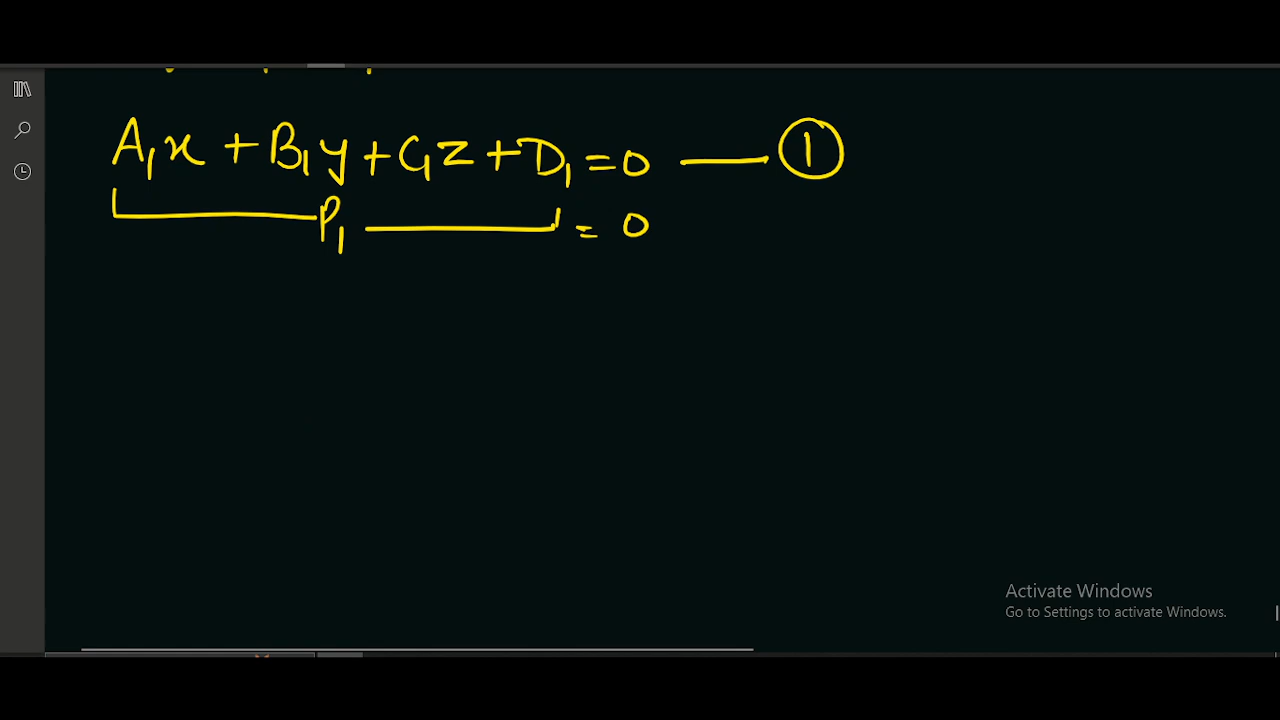 A₁x + B₁y + C₁z + D₁ = 0 —— ①
P₁ = 0
Activate Windows
Go to Settings to activate Windows.